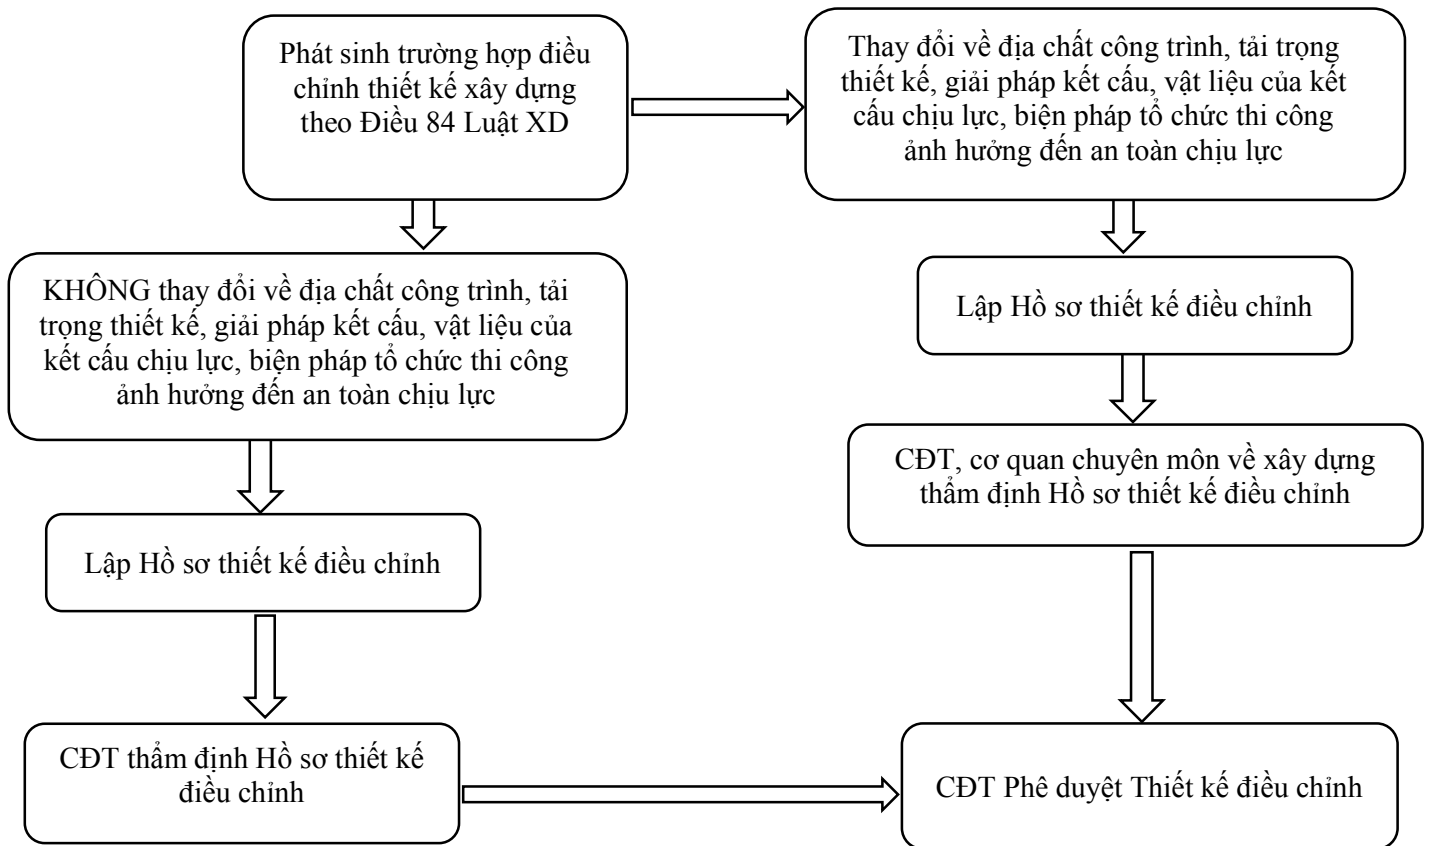 Phát sinh trường hợp điều
chỉnh thiết kế xây dựng
theo Điều 84 Luật XD
Thay đổi về địa chất công trình, tải trọng
thiết kế, giải pháp kết cấu, vật liệu của kết
cấu chịu lực, biện pháp tổ chức thi công
ảnh hưởng đến an toàn chịu lực
KHÔNG thay đổi về địa chất công trình, tải
trọng thiết kế, giải pháp kết cấu, vật liệu của
kết cấu chịu lực, biện pháp tổ chức thi công
ảnh hưởng đến an toàn chịu lực
Lập Hồ sơ thiết kế điều chỉnh
CĐT, cơ quan chuyên môn về xây dựng
thẩm định Hồ sơ thiết kế điều chỉnh
Lập Hồ sơ thiết kế điều chỉnh
CĐT thẩm định Hồ sơ thiết kế
điều chỉnh
CĐT Phê duyệt Thiết kế điều chỉnh